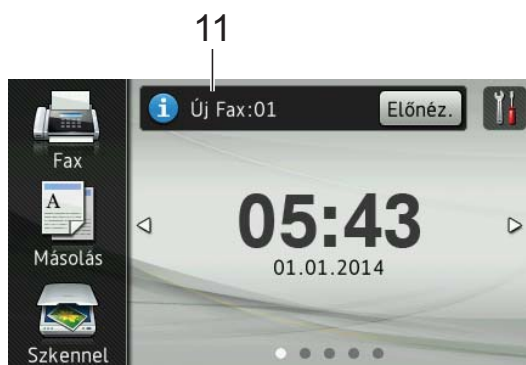 11
Új Fax:01
Előnéz.
Fax
A
Másolás
05:43
01.01.2014
Szkennel